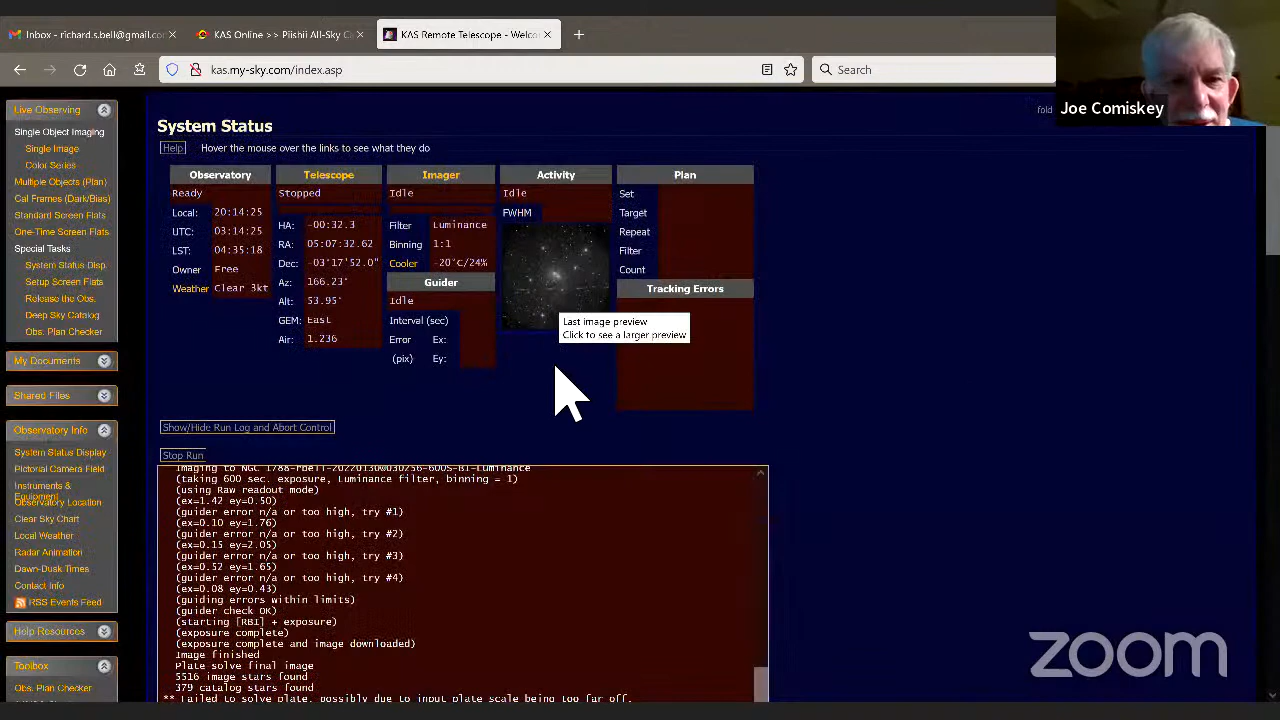 Inbox - richard.s.bell@gmail.con
KAS Online >> Piishii All-Sky C
KAS Remote Telescope - Welco
kas.my-sky.com/index.asp
Search
Joe Comiskey
Live Observing
Single Object Imaging
Single Image
Color Series
Multiple Objects (Plan)
Cal Frames (Dark/Bias)
Standard Screen Flats
One-Time Screen Flats
Special Tasks
System Status Disp.
Setup Screen Flats
Release the Obs.
Deep Sky Catalog
Obs. Plan Checker
My Documents
Shared Files
Observatory Info
System Status Display
Pictorial Camera Field
Instruments &
Equipment
Observatory Location
Clear Sky Chart
Local Weather
Radar Animation
Dawn-Dusk Times
Contact Info
RSS Events Feed
Help Resources
Toolbox
Obs. Plan Checker
System Status
fold
Help Hover the mouse over the links to see what they do
Observatory
Ready
Local: 20:14:25
UTC: 03:14:25
LST: 04:35:18
Owner Free
Weather Clear 3kt
Telescope
Stopped
HA: -00:32.3
RA: 05:07:32.62
Dec: -03°17'52.0"
Az: 166.23°
Alt: 53.95°
GEM: East
Air: 1.236
Imager
Idle
Filter Luminance
Binning 1:1
Cooler -20°C/24%
Guider
Idle
Interval (sec)
Error Ex:
(pix) Ey:
Activity
Idle
FWHM
Last image preview
Click to see a larger preview
Plan
Set
Target
Repeat
Filter
Count
Tracking Errors
Show/Hide Run Log and Abort Control
Stop Run
Imaging to NGC 1788-rbell-20220130@030256-600S-B1-Luminance
(taking 600 sec. exposure, Luminance filter, binning = 1)
(using Raw readout mode)
(ex=1.42 ey=0.50)
(guider error n/a or too high, try #1)
(ex=0.10 ey=1.76)
(guider error n/a or too high, try #2)
(ex=0.15 ey=2.05)
(guider error n/a or too high, try #3)
(ex=0.52 ey=1.65)
(guider error n/a or too high, try #4)
(ex=0.08 ey=0.43)
(guiding errors within limits)
(guider check OK)
(starting [RBI] + exposure)
(exposure complete)
(exposure complete and image downloaded)
Image finished
Plate solve final image
5516 image stars found
379 catalog stars found
** Failed to solve plate, possibly due to input plate scale being too far off.
zoom